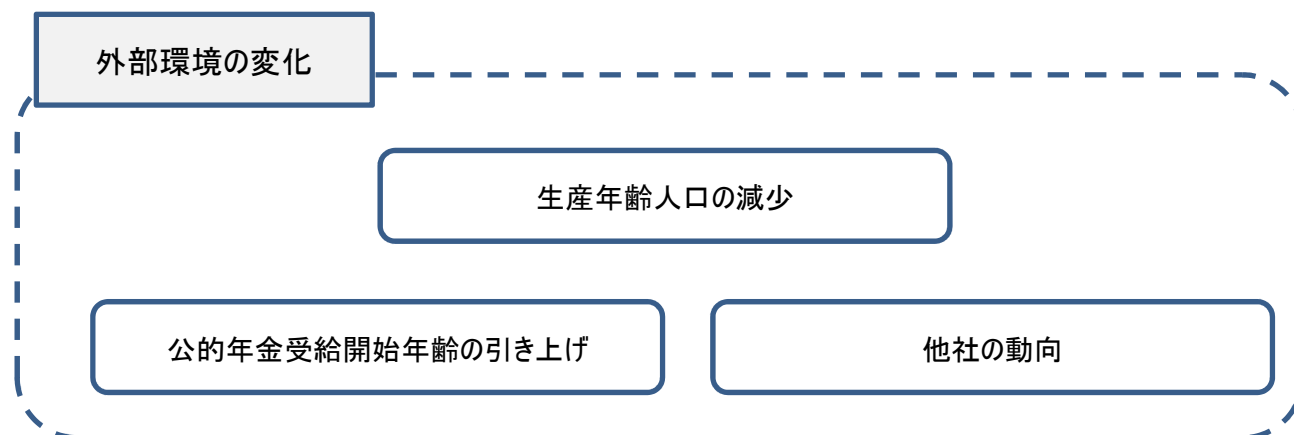 外部環境の変化
生産年齢人口の減少
公的年金受給開始年齢の引き上げ
他社の動向